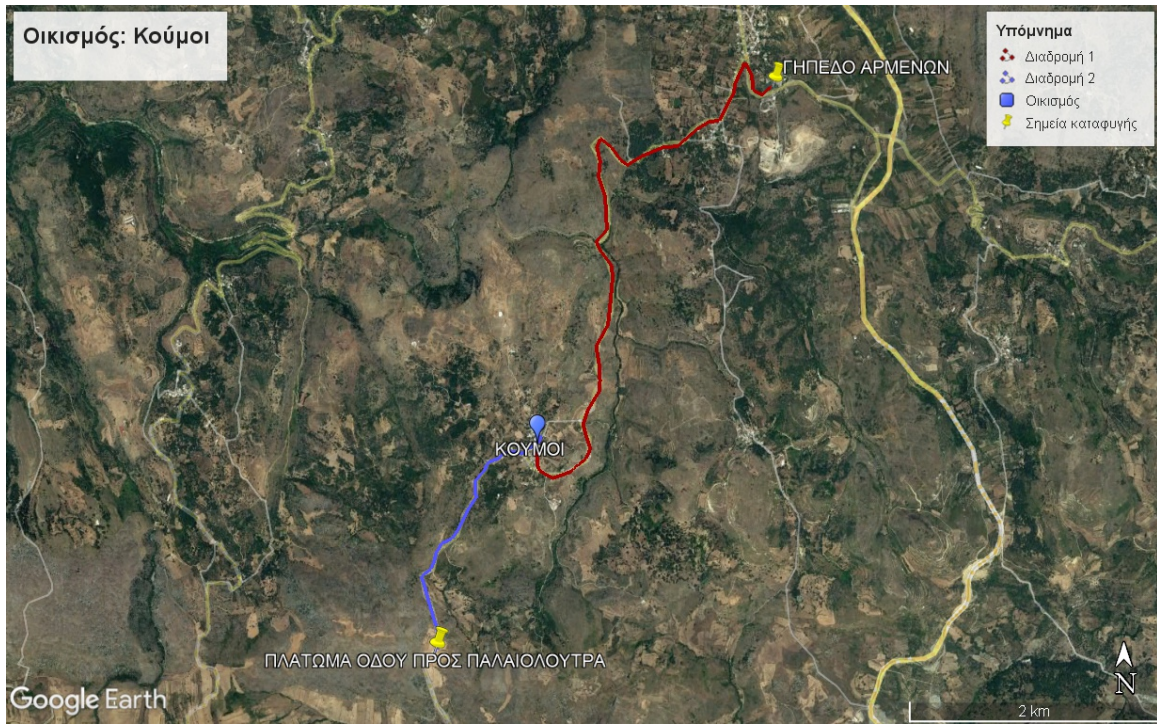 Οικισμός: Κούμοι
Υπόμνημα
Διαδρομή 1
Διαδρομή 2
Οικισμός
Σημεία καταφυγής
ΓΗΠΕΔΟ ΑΡΜΕΝΩΝ
ΚΟΥΜΟΙ
ΠΛΑΤΩΜΑ ΟΔΟΥ ΠΡΟΣ ΠΑΛΑΙΟΛΟΥΤΡΑ
Google Earth
N
2 km